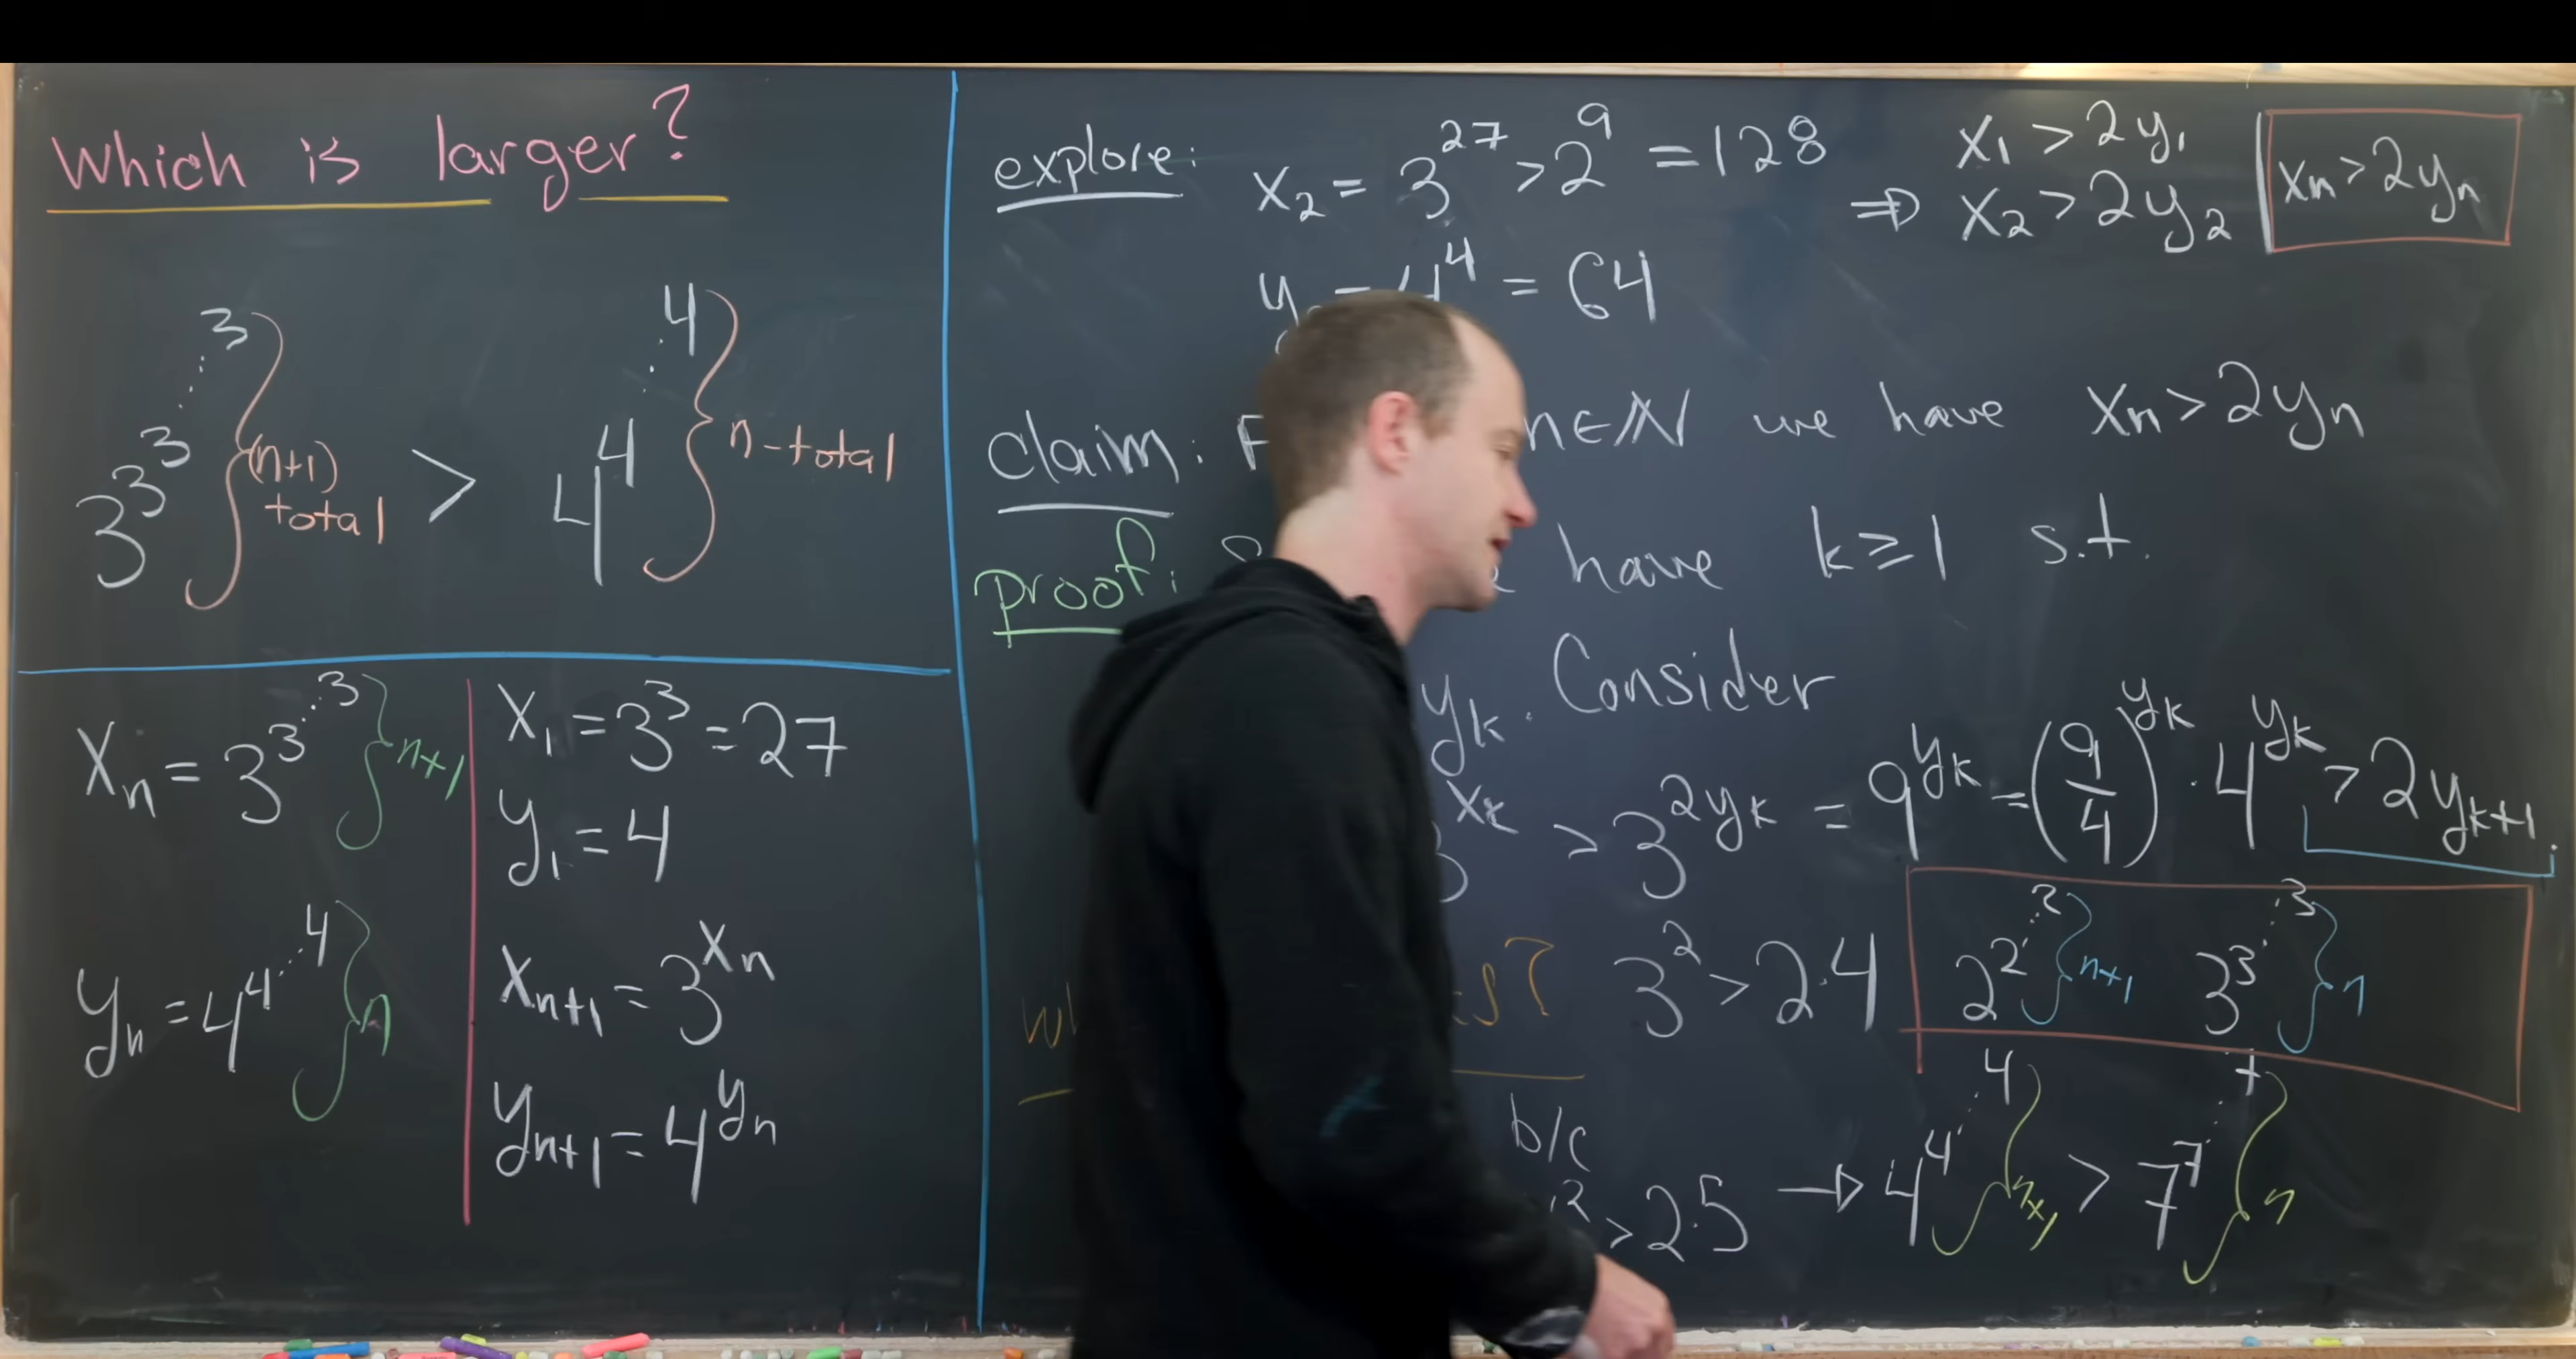 Which is larger?
3^3^3^⋰^3 } (n+1) total > 4^4^⋰^4 } n-total
x_n = 3^3^⋰^3 } n+1
y_n = 4^4^⋰^4 } n
x_1 = 3^3 = 27
y_1 = 4
x_{n+1} = 3^{x_n}
y_{n+1} = 4^{y_n}
explore: x_2 = 3^27 > 2^9 = 128
y = 4^4 = 64
x_1 > 2y_1
⇒ x_2 > 2y_2
x_n > 2y_n
claim: n∈ℕ we have x_n > 2y_n
proof: have k ≥ 1 s.t.
y_k. Consider
x_k > 3^{2y_k} = 9^{y_k} = (9/4)^{y_k} · 4^{y_k} > 2y_{k+1}.
3^2 > 2·4
2^2^⋰^2 } n+1 3^3^⋰^3 } n
b/c
2 > 2·5 → 4^4^⋰^4 } n+1 > 7^7^⋰^7 } n